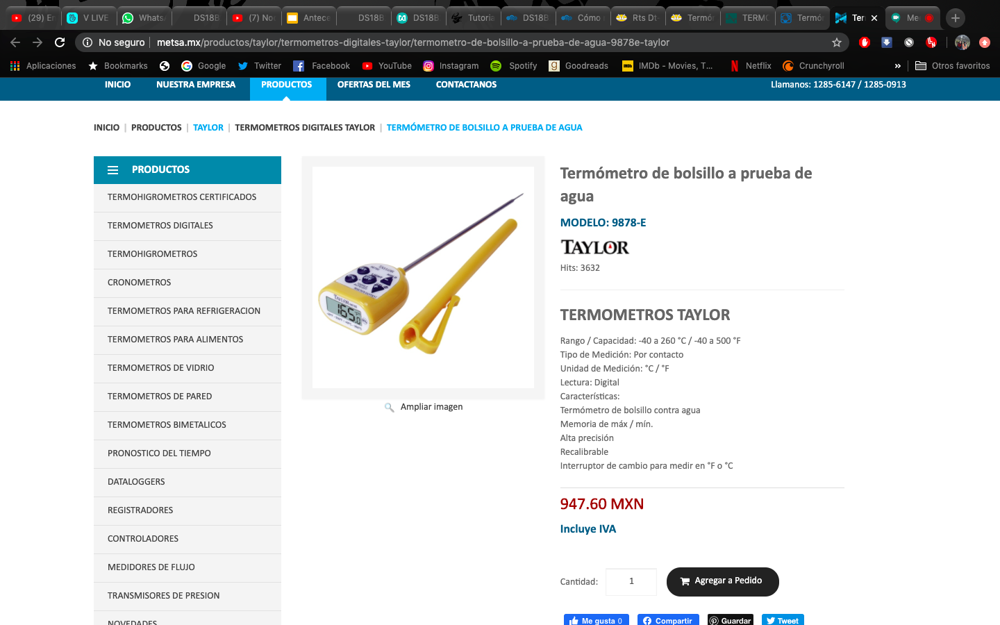 (29) Er
V LIVE
Whats
DS18B
(7) Nor
Antece
DS18B
DS18B
Tutoria
DS18B
Cómo
Rts Dt
Termór
TERMO
Termór
Ter
Mee
No seguro
metsa.mx/productos/taylor/termometros-digitales-taylor/termometro-de-bolsillo-a-prueba-de-agua-9878e-taylor
Aplicaciones
Bookmarks
Google
Twitter
Facebook
YouTube
Instagram
Spotify
Goodreads
IMDb - Movies, T...
Netflix
Crunchyroll
»
Otros favoritos
INICIO
NUESTRA EMPRESA
PRODUCTOS
OFERTAS DEL MES
CONTACTANOS
Llamanos: 1285-6147 / 1285-0913
INICIO | PRODUCTOS | TAYLOR | TERMOMETROS DIGITALES TAYLOR | TERMÓMETRO DE BOLSILLO A PRUEBA DE AGUA
PRODUCTOS
TERMOHIGROMETROS CERTIFICADOS
TERMOMETROS DIGITALES
TERMOHIGROMETROS
CRONOMETROS
TERMOMETROS PARA REFRIGERACION
TERMOMETROS PARA ALIMENTOS
TERMOMETROS DE VIDRIO
TERMOMETROS DE PARED
TERMOMETROS BIMETALICOS
PRONOSTICO DEL TIEMPO
DATALOGGERS
REGISTRADORES
CONTROLADORES
MEDIDORES DE FLUJO
TRANSMISORES DE PRESION
NOVEDADES
TAYLOR
165.0
Ampliar imagen
Termómetro de bolsillo a prueba de
agua
MODELO: 9878-E
TAYLOR
Hits: 3632
TERMOMETROS TAYLOR
Rango / Capacidad: -40 a 260 °C / -40 a 500 °F
Tipo de Medición: Por contacto
Unidad de Medición: °C / °F
Lectura: Digital
Características:
Termómetro de bolsillo contra agua
Memoria de máx / mín.
Alta precisión
Recalibrable
Interruptor de cambio para medir en °F o °C
947.60 MXN
Incluye IVA
Cantidad:
1
Agregar a Pedido
Me gusta 0
Compartir
Guardar
Tweet